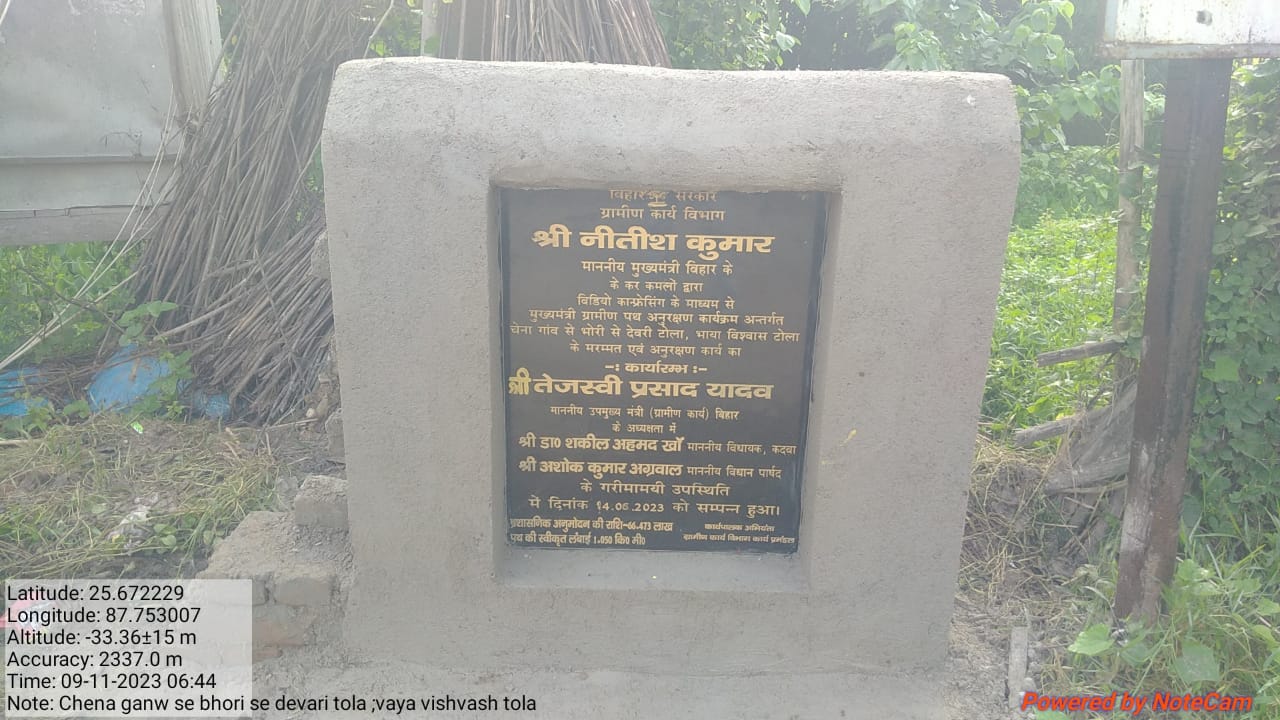 बिहार सरकार
ग्रामीण कार्य विभाग
श्री नीतीश कुमार
माननीय मुख्यमंत्री बिहार के
के कर कमलो द्वारा
विडियो कान्फ्रेसिंग के माध्यम से
मुख्यमंत्री ग्रामीण पथ अनुरक्षण कार्यक्रम अन्तर्गत
चेना गांव से भोरी से देवरी टोला, भाया विश्वास टोला
के मरम्मत एवं अनुरक्षण कार्य का
-: कार्यारम्भ :-
श्री तेजस्वी प्रसाद यादव
माननीय उपमुख्य मंत्री (ग्रामीण कार्य) बिहार
के अध्यक्षता में
श्री डा० शकील अहमद खाँ माननीय विधायक, कदवा
श्री अशोक कुमार अग्रवाल माननीय विधान पार्षद
के गरीमामयी उपस्थिति
में दिनांक 14.06.2023 को सम्पन्न हुआ।
प्रशासनिक अनुमोदन की राशि-66.473 लाख
पथ की स्वीकृत लंबाई 1.050 कि० मी०
कार्यपालक अभियंता
ग्रामीण कार्य विभाग कार्य प्रमंडल
Latitude: 25.672229
Longitude: 87.753007
Altitude: -33.36±15 m
Accuracy: 2337.0 m
Time: 09-11-2023 06:44
Note: Chena ganw se bhori se devari tola ;vaya vishvash tola
Powered by NoteCam